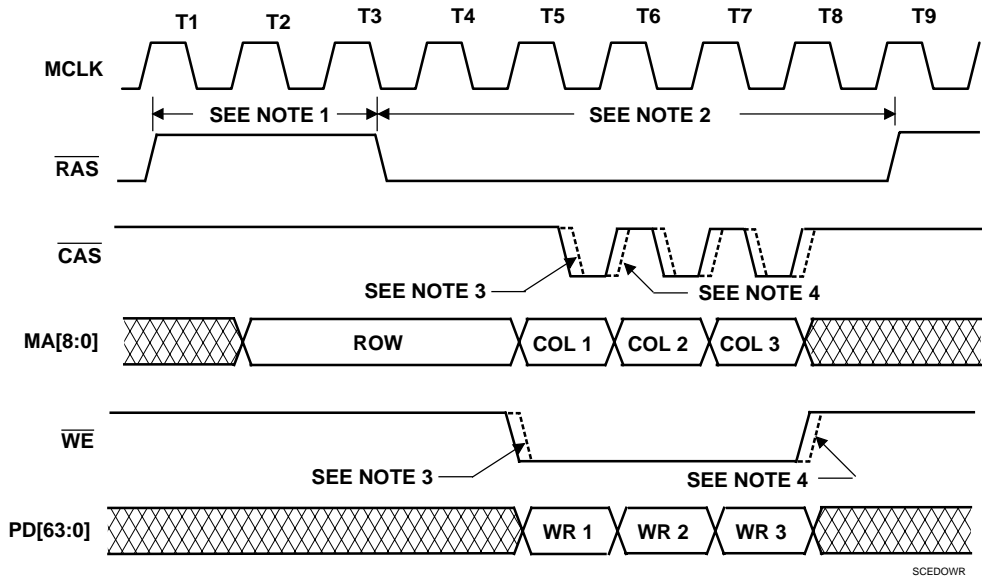 T1 T2 T3 T4 T5 T6 T7 T8 T9
MCLK
SEE NOTE 1 SEE NOTE 2
RAS
CAS
SEE NOTE 3 SEE NOTE 4
MA[8:0] ROW COL 1 COL 2 COL 3
WE
SEE NOTE 3 SEE NOTE 4
PD[63:0] WR 1 WR 2 WR 3
SCEDOWR